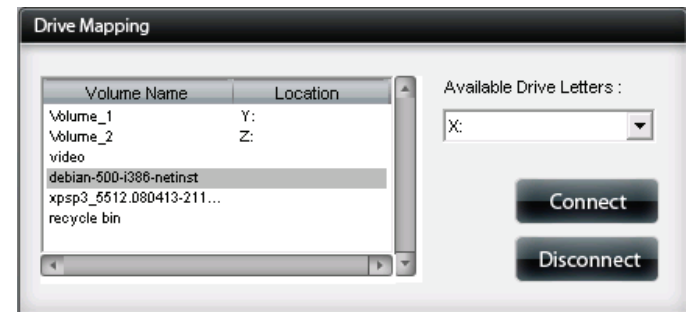 Drive Mapping
Volume Name Location
Volume_1 Y:
Volume_2 Z:
video
debian-500-i386-netinst
xpsp3_5512.080413-211...
recycle bin
Available Drive Letters :
X:
Connect
Disconnect